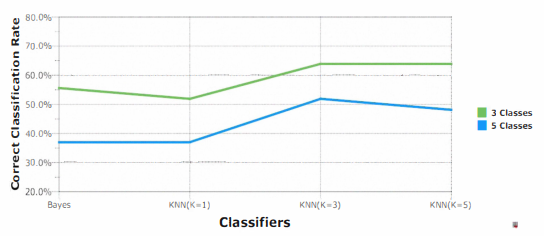 Correct Classification Rate
80.0%
70.0%
60.0%
50.0%
40.0%
30.0%
20.0%
Bayes
KNN(K=1)
KNN(K=3)
KNN(K=5)
Classifiers
3 Classes
5 Classes